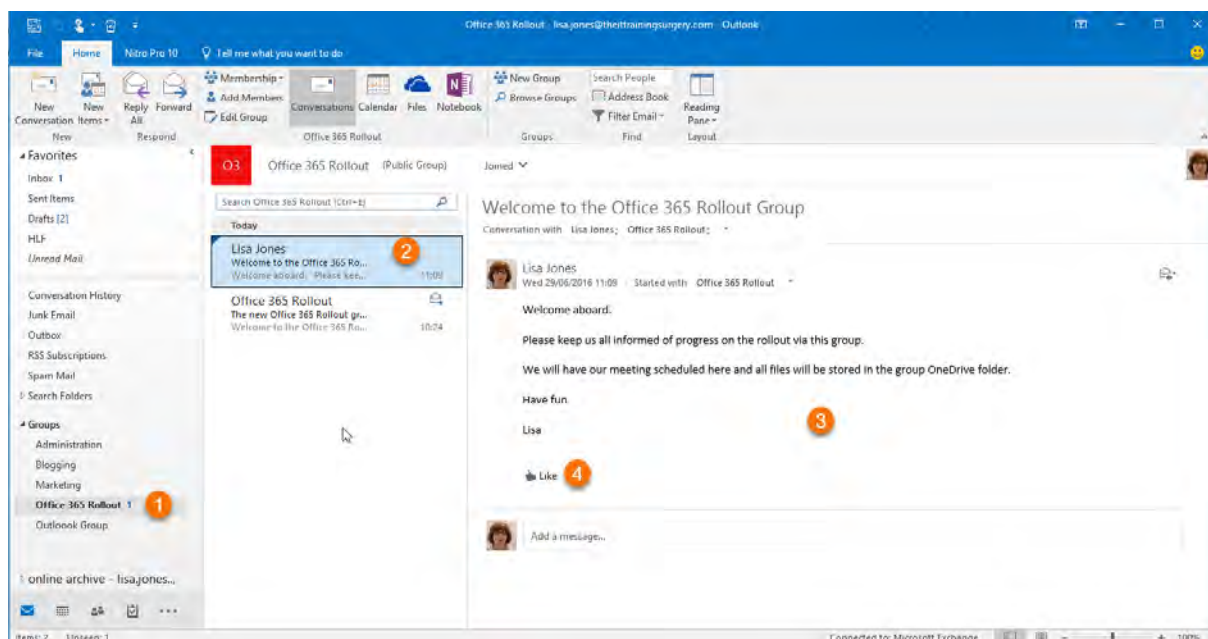 Office 365 Rollout - lisa.jones@theittrainingsurgery.com - Outlook
File Home Nitro Pro 10 Tell me what you want to do
New Conversation
New Items
Reply All
Forward
Membership
Add Members
Edit Group
Conversations Calendar Files Notebook
New Group
Browse Groups
Search People
Address Book
Filter Email
Reading Pane
New Respond Office 365 Rollout Groups Find Layout
Favorites
Inbox 1
Sent Items
Drafts [2]
HLF
Unread Mail
Conversation History
Junk Email
Outbox
RSS Subscriptions
Spam Mail
Search Folders
Groups
Administration
Blogging
Marketing
Office 365 Rollout 1
1
Outlook Group
online archive - lisa.jones...
O3 Office 365 Rollout (Public Group)
Joined
Search Office 365 Rollout (Ctrl+E)
Today
Lisa Jones
Welcome to the Office 365 Ro...
Welcome aboard. Please kee... 11:09
2
Office 365 Rollout
The new Office 365 Rollout gr...
Welcome to the Office 365 Ro... 10:24
Welcome to the Office 365 Rollout Group
Conversation with Lisa Jones; Office 365 Rollout;
Lisa Jones
Wed 29/06/2016 11:09 Started with Office 365 Rollout
Welcome aboard.
Please keep us all informed of progress on the rollout via this group.
We will have our meeting scheduled here and all files will be stored in the group OneDrive folder.
Have fun
Lisa
3
Like
4
Add a message...
Items: 2 Unseen: 1 Connected to: Microsoft Exchange 100%